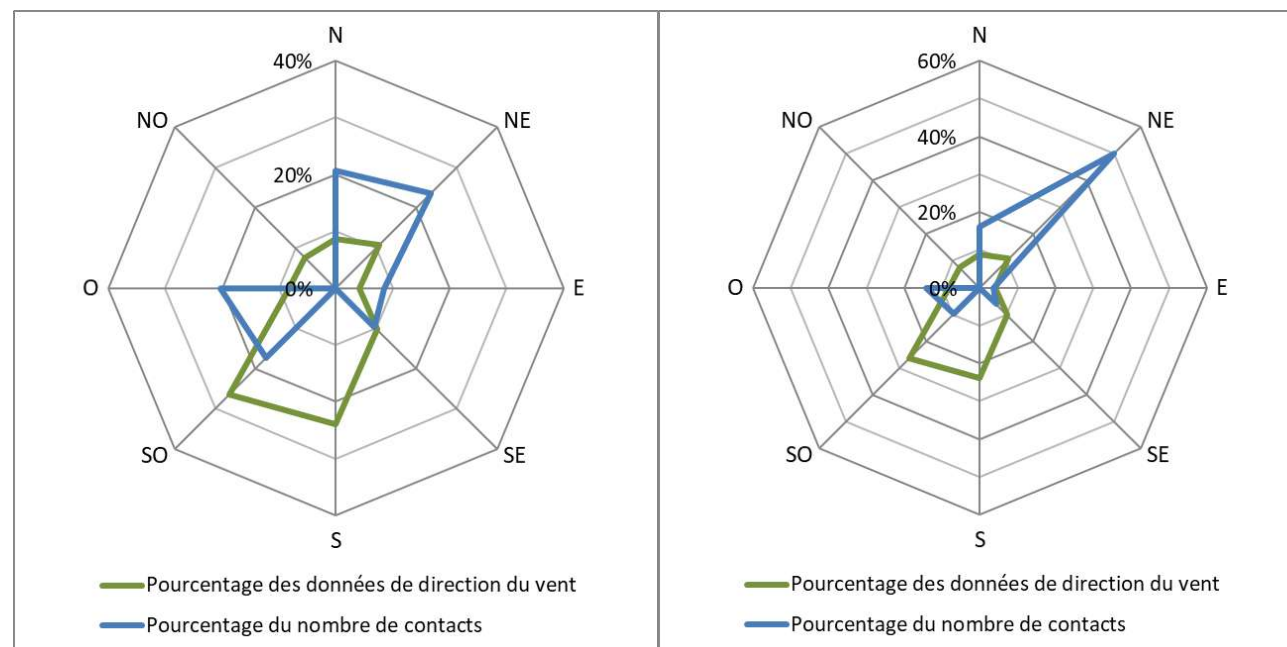 N
40%
NO
NE
20%
O
0%
E
SO
SE
S
Pourcentage des données de direction du vent
Pourcentage du nombre de contacts
N
60%
NO
NE
40%
20%
O
0%
E
SO
SE
S
Pourcentage des données de direction du vent
Pourcentage du nombre de contacts